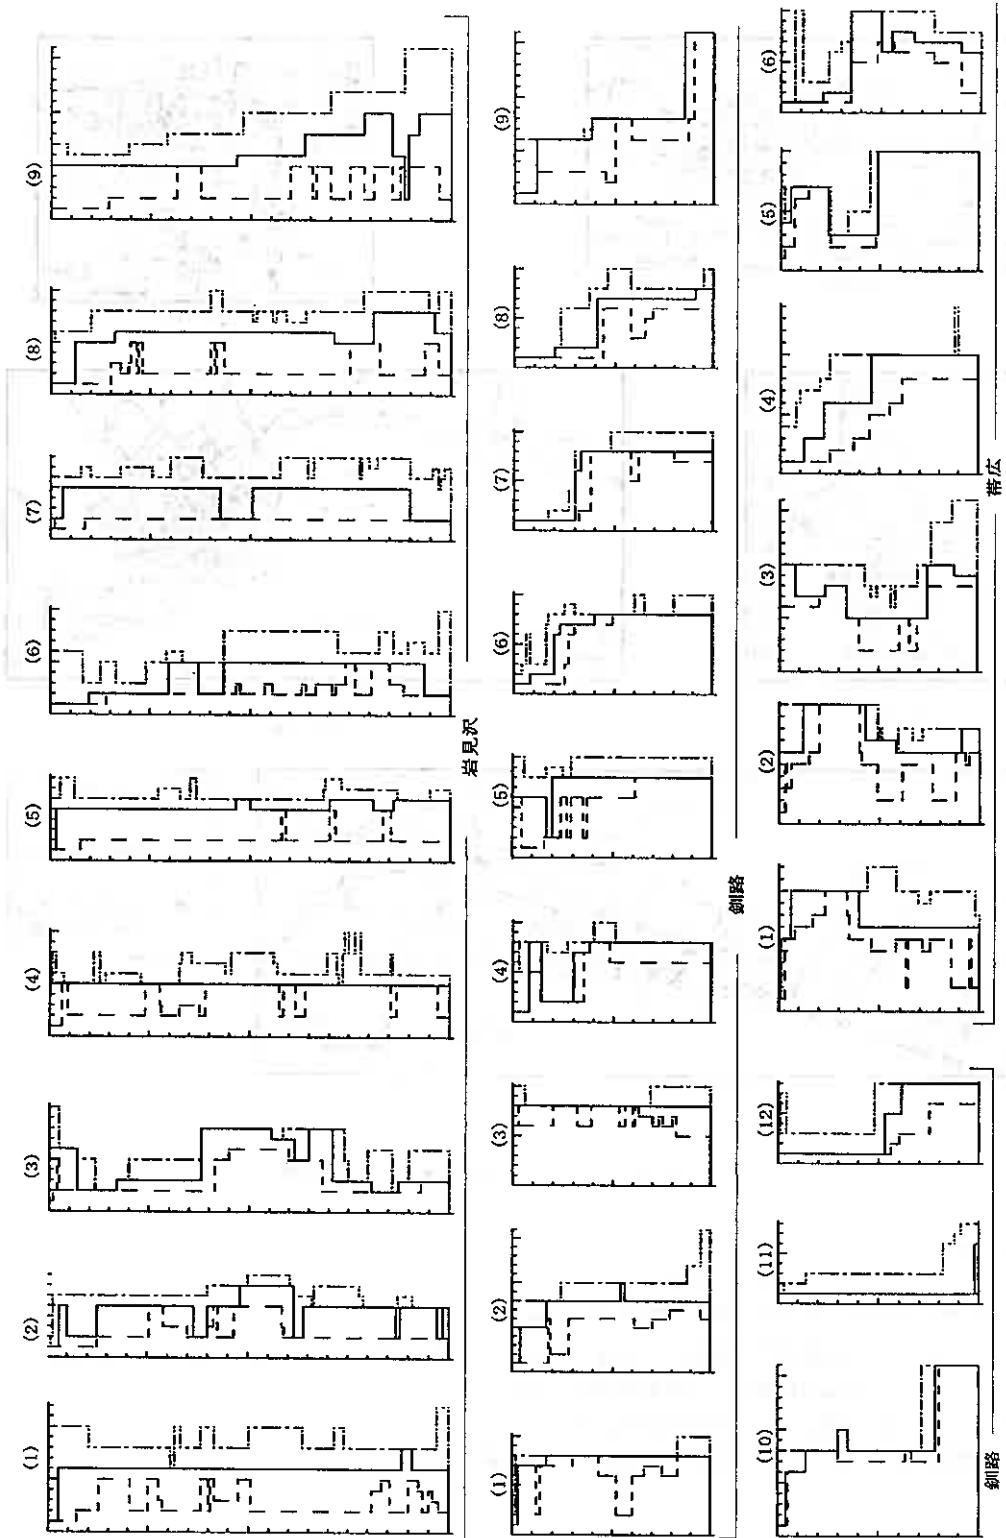 (1) (2) (3) (4) (5) (6) (7) (8) (9)
岩見沢
(1) (2) (3) (4) (5) (6) (7) (8) (9)
釧路
(10) (11) (12)
釧路
(1) (2) (3) (4) (5) (6)
帯広